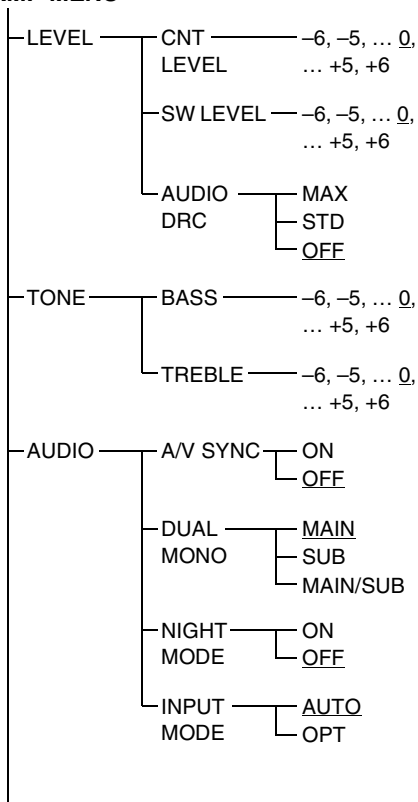 LEVEL CNT –6, –5, … 0,
LEVEL … +5, +6
SW LEVEL –6, –5, … 0,
… +5, +6
AUDIO MAX
DRC STD
OFF
TONE BASS –6, –5, … 0,
… +5, +6
TREBLE –6, –5, … 0,
… +5, +6
AUDIO A/V SYNC ON
OFF
DUAL MAIN
MONO SUB
MAIN/SUB
NIGHT ON
MODE OFF
INPUT AUTO
MODE OPT